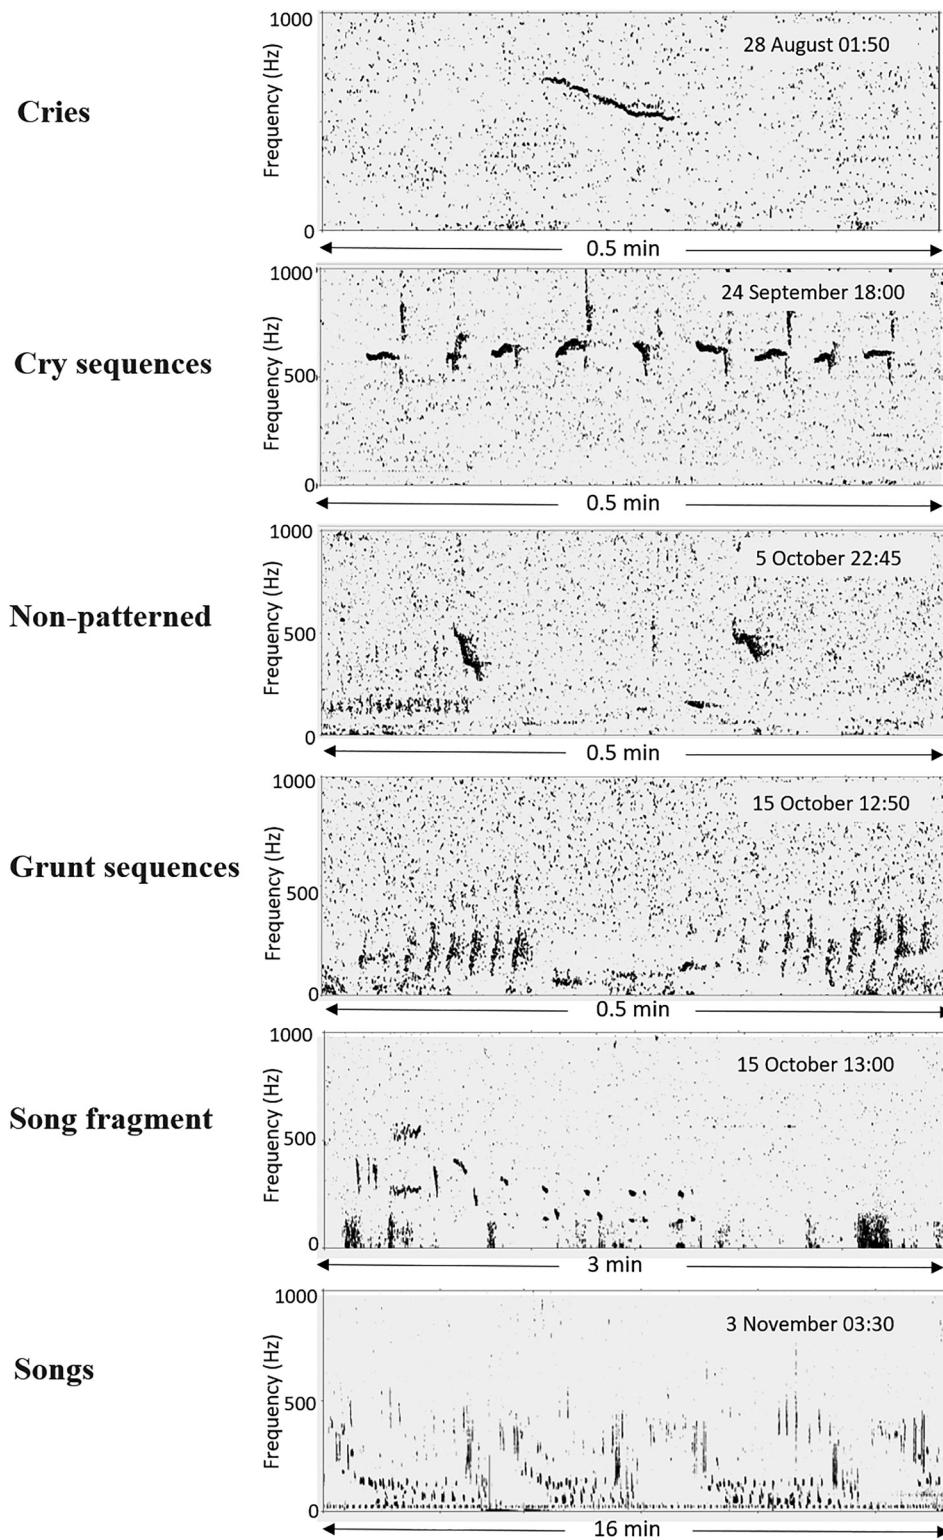 1000
28 August 01:50
Frequency (Hz)
Cries
0
0.5 min
1000
24 September 18:00
Frequency (Hz)
Cry sequences
500
0
0.5 min
1000
5 October 22:45
Frequency (Hz)
Non-patterned
500
0
0.5 min
1000
15 October 12:50
Frequency (Hz)
Grunt sequences
500
0
0.5 min
1000
15 October 13:00
Frequency (Hz)
Song fragment
500
0
3 min
1000
3 November 03:30
Frequency (Hz)
Songs
500
0
16 min